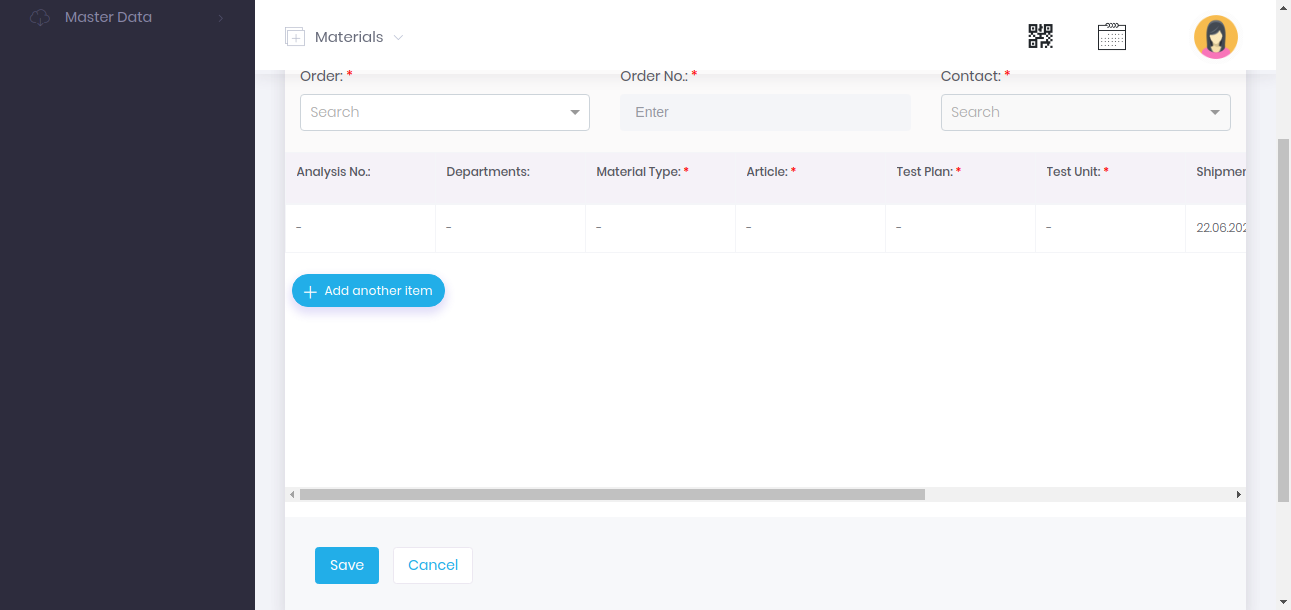 Master Data
Materials
Order: *
Order No.: *
Contact: *
Search
Enter
Search
Analysis No.:
Departments:
Material Type: *
Article: *
Test Plan: *
Test Unit: *
Shipmen
-
-
-
-
-
-
22.06.202
Add another item
Save
Cancel